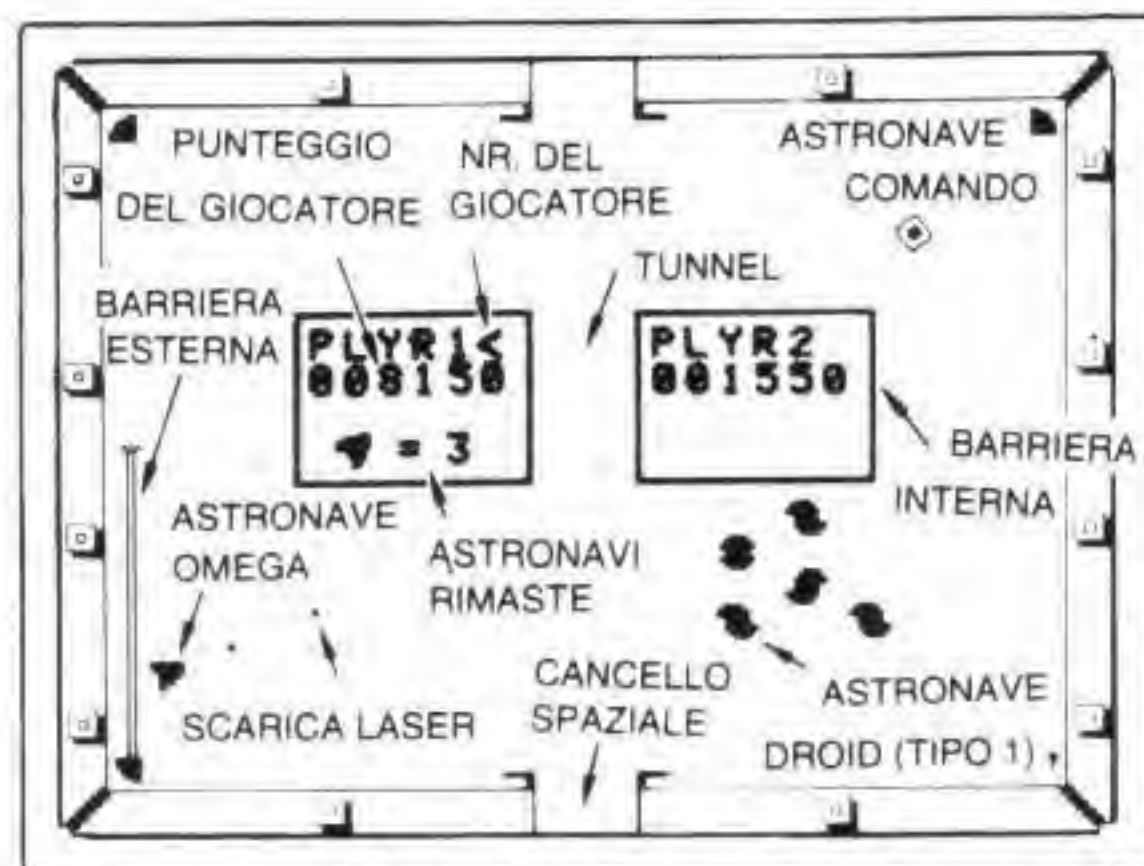 PUNTEGGIO
DEL GIOCATORE
NR. DEL
GIOCATORE
ASTRONAVE
COMANDO
TUNNEL
BARRIERA
ESTERNA
PLYR1<
008150
= 3
PLYR2
001550
BARRIERA
INTERNA
ASTRONAVE
OMEGA
ASTRONAVI
RIMASTE
SCARICA LASER
CANCELLO
SPAZIALE
ASTRONAVE
DROID (TIPO 1)